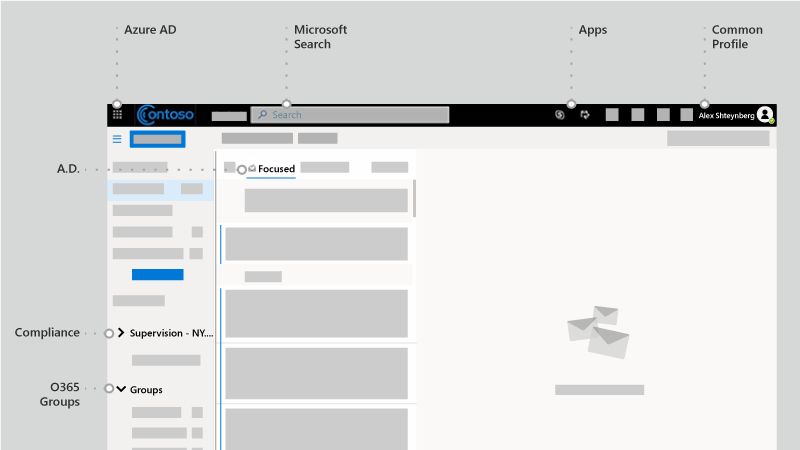 Azure AD
Microsoft
Search
Apps
Common
Profile
Contoso
Search
Alex Shteynberg
A.D.
Focused
Compliance
Supervision - NY....
O365
Groups
Groups